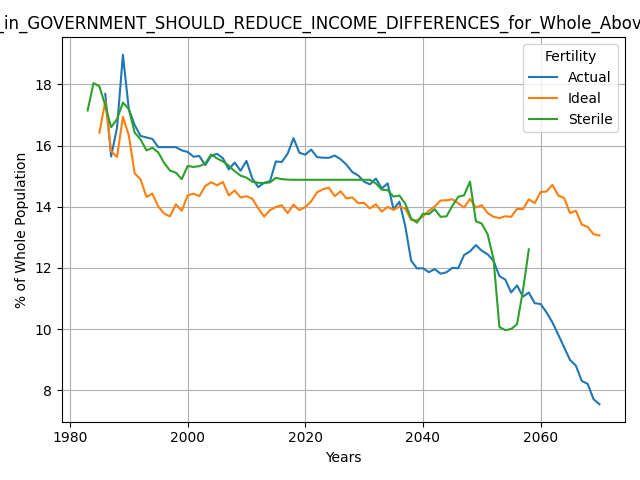 _in_GOVERNMENT_SHOULD_REDUCE_INCOME_DIFFERENCES_for_Whole_Abov
Fertility
Actual
Ideal
Sterile
% of Whole Population
18
16
14
12
10
8
1980
2000
2020
2040
2060
Years